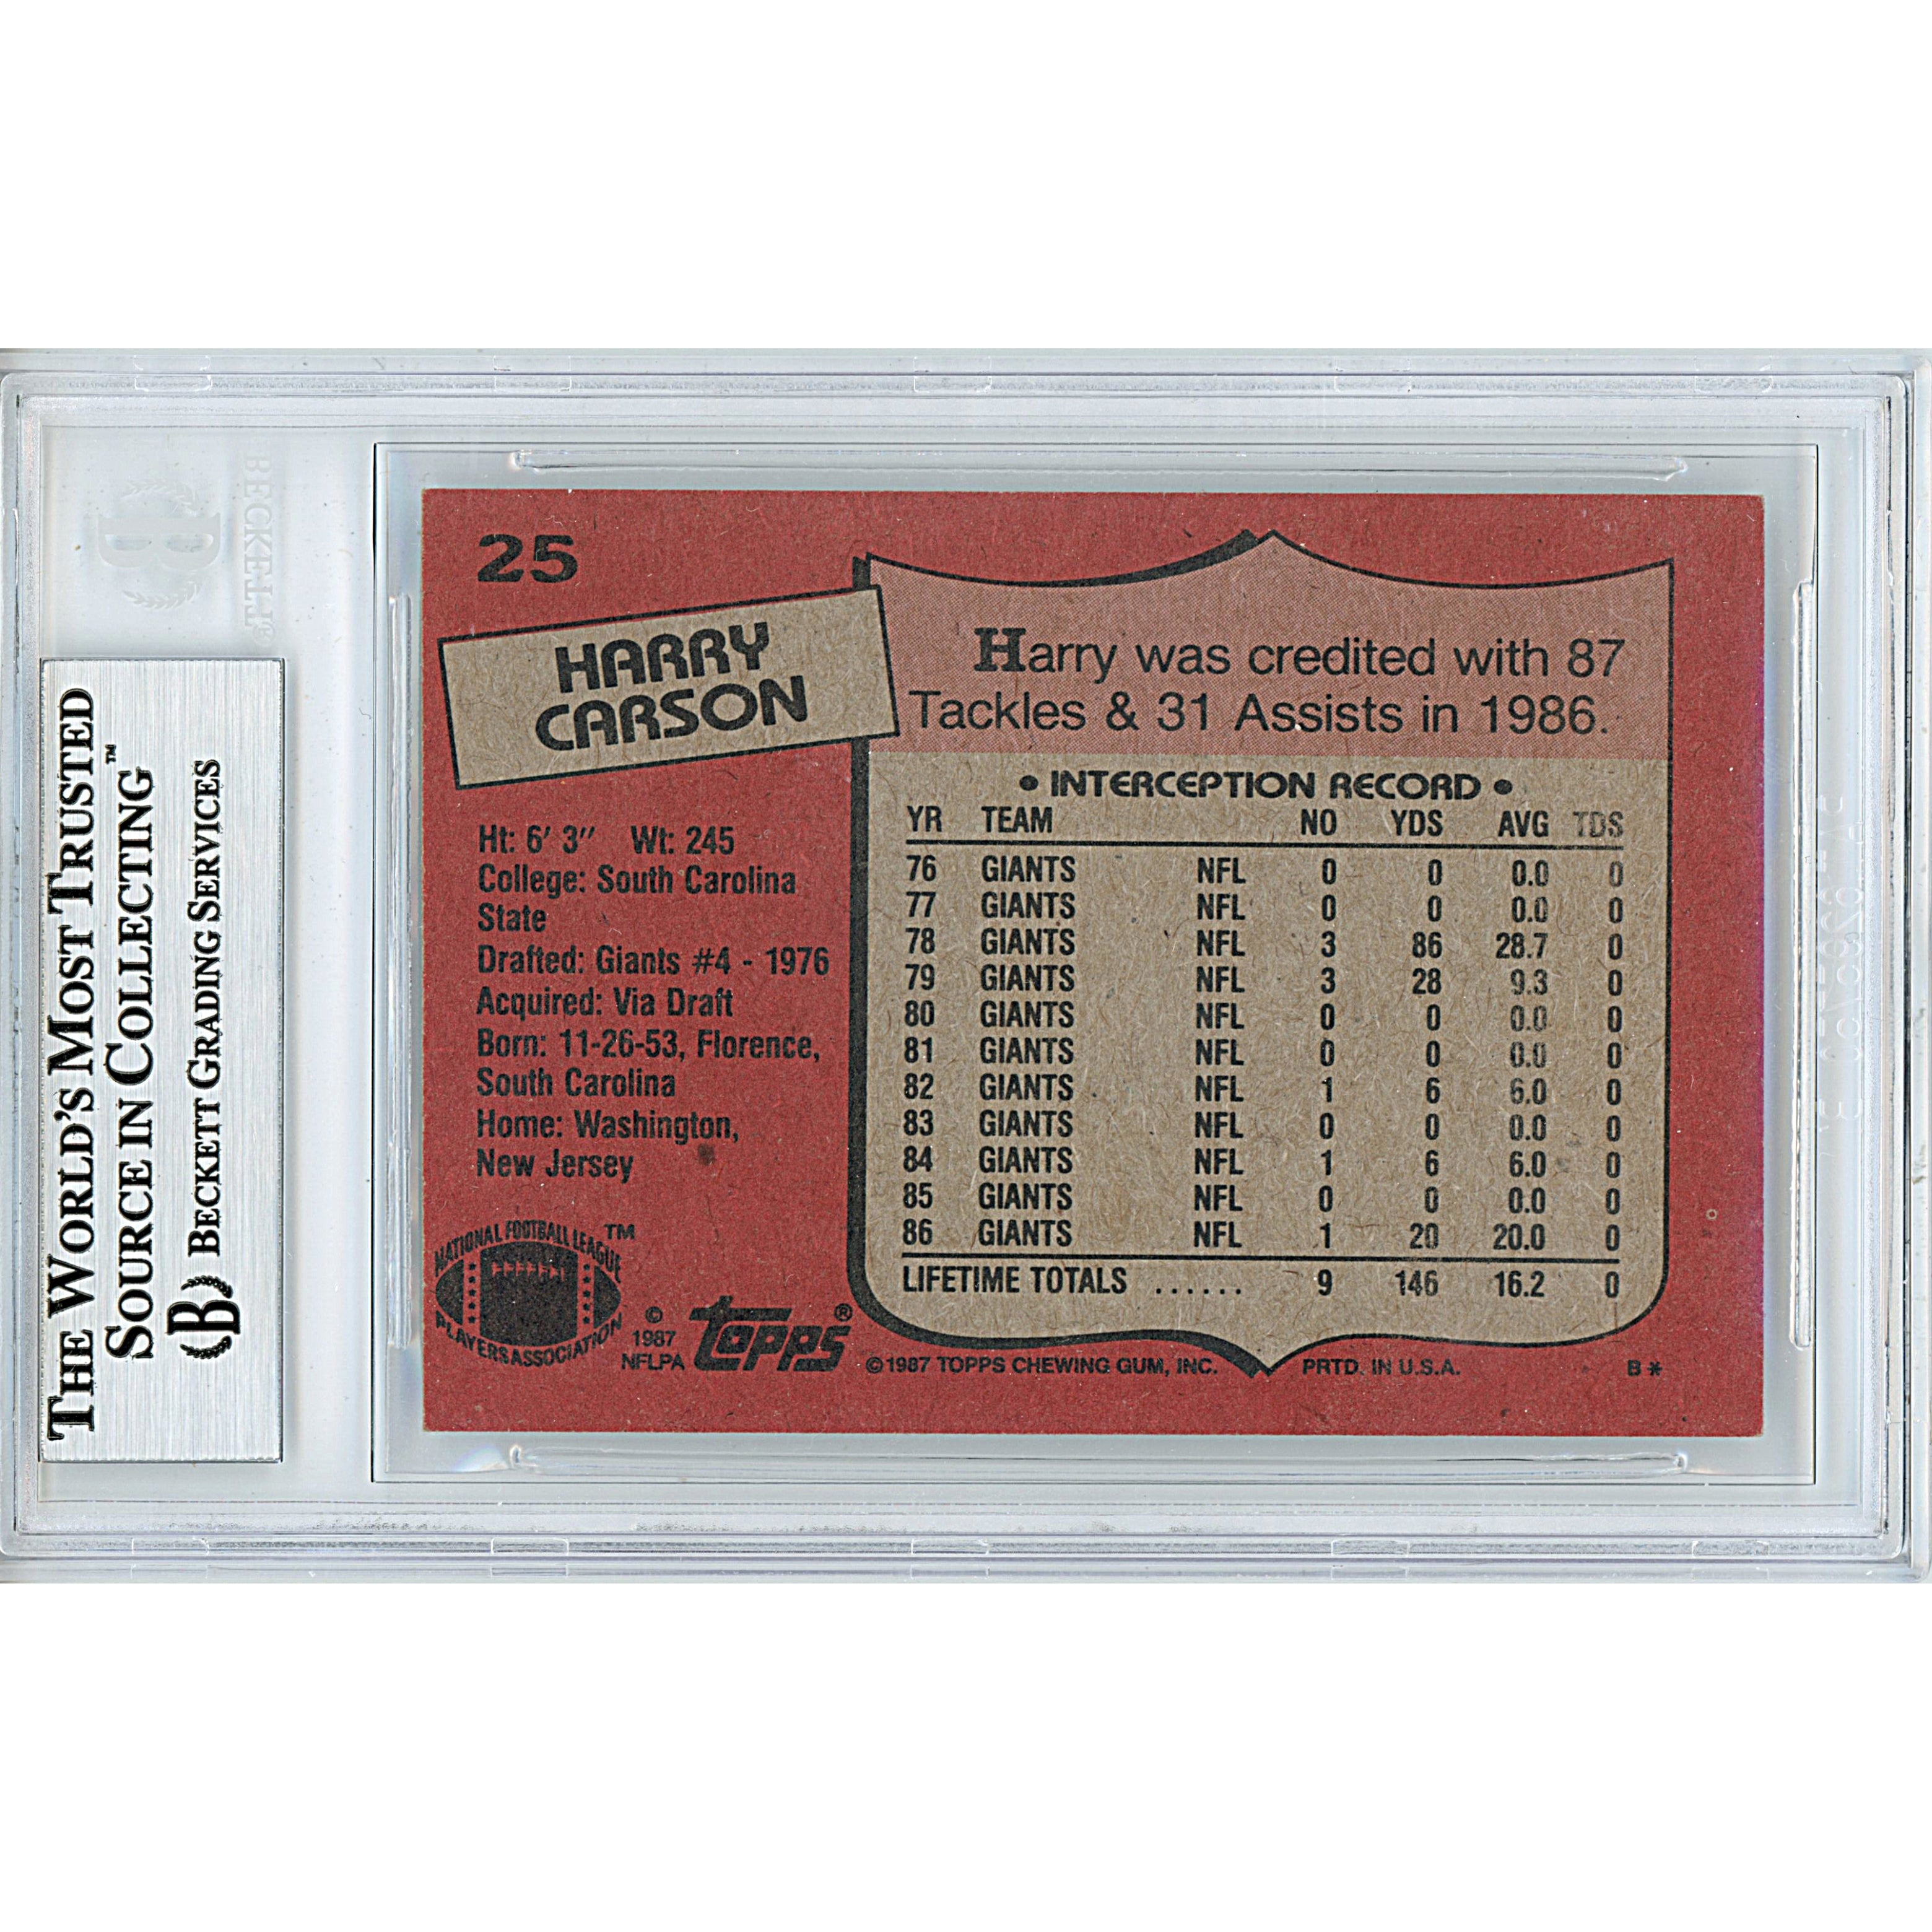 THE WORLD'S MOST TRUSTED
SOURCE IN COLLECTING™
B BECKETT GRADING SERVICES
BECKETT®
B
25
HARRY
CARSON
Ht: 6' 3" Wt: 245
College: South Carolina
State
Drafted: Giants #4 - 1976
Acquired: Via Draft
Born: 11-26-53, Florence,
South Carolina
Home: Washington,
New Jersey
NATIONAL FOOTBALL LEAGUE™
PLAYERS ASSOCIATION
©
1987
NFLPA
Topps®
Harry was credited with 87
Tackles & 31 Assists in 1986.
• INTERCEPTION RECORD •
YR TEAM NO YDS AVG TDS
76 GIANTS NFL 0 0 0.0 0
77 GIANTS NFL 0 0 0.0 0
78 GIANTS NFL 3 86 28.7 0
79 GIANTS NFL 3 28 9.3 0
80 GIANTS NFL 0 0 0.0 0
81 GIANTS NFL 0 0 0.0 0
82 GIANTS NFL 1 6 6.0 0
83 GIANTS NFL 0 0 0.0 0
84 GIANTS NFL 1 6 6.0 0
85 GIANTS NFL 0 0 0.0 0
86 GIANTS NFL 1 20 20.0 0
LIFETIME TOTALS ...... 9 146 16.2 0
©1987 TOPPS CHEWING GUM, INC. PRTD. IN U.S.A. B*